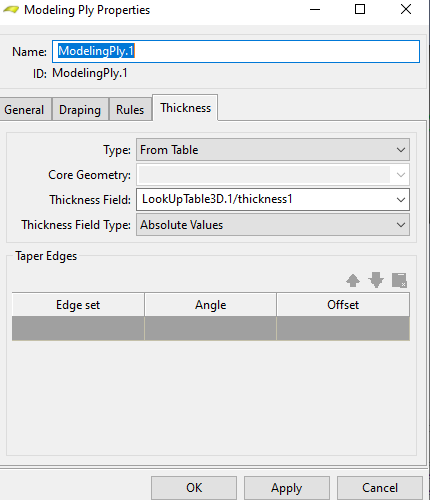 Modeling Ply Properties
Name: ModelingPly.1
ID: ModelingPly.1
General Draping Rules Thickness
Type: From Table
Core Geometry:
Thickness Field: LookUpTable3D.1/thickness1
Thickness Field Type: Absolute Values
Taper Edges
Edge set Angle Offset
OK Apply Cancel